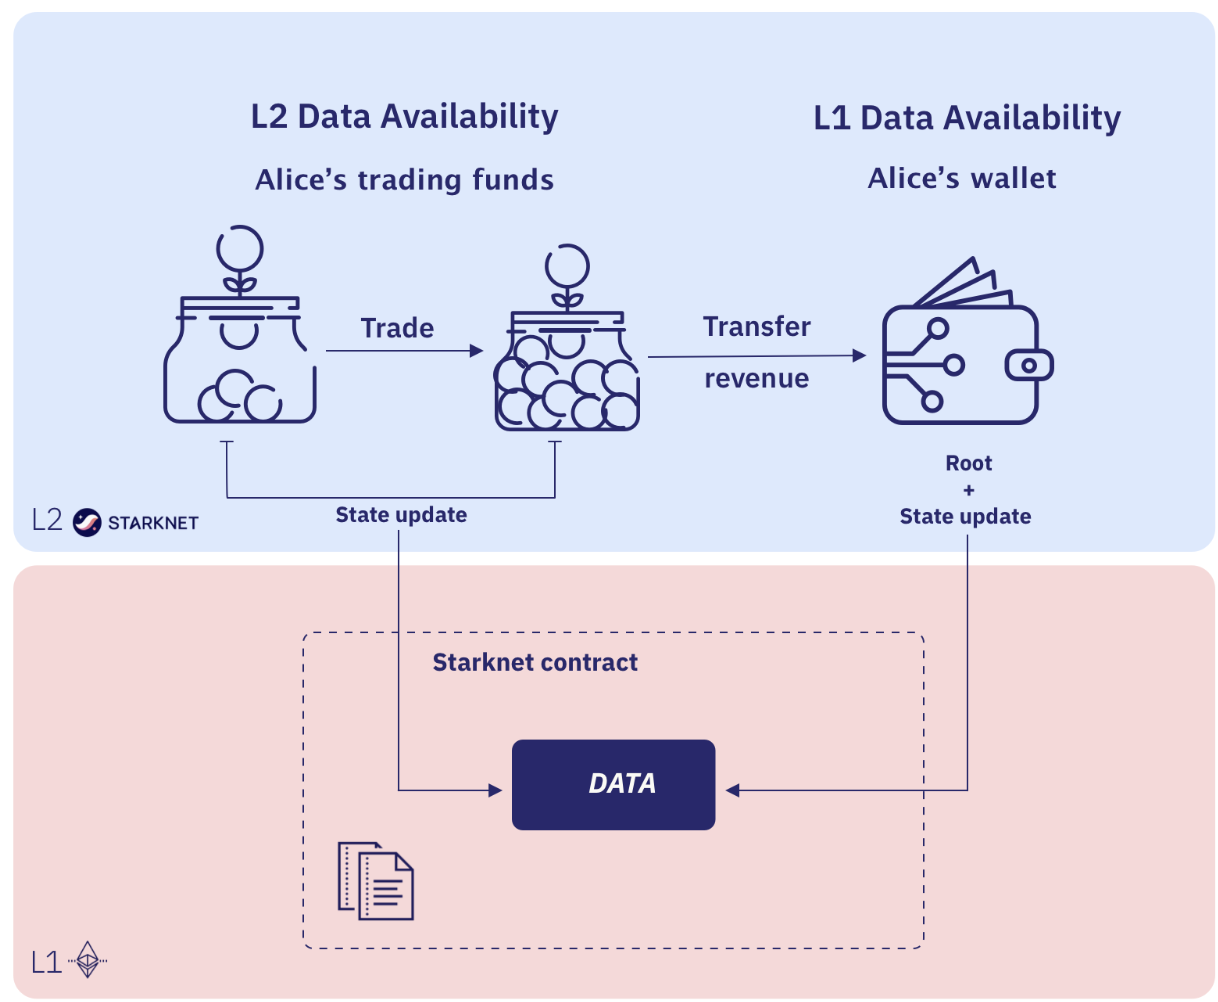 L2 Data Availability
L1 Data Availability
Alice’s trading funds
Alice’s wallet
Trade
Transfer
revenue
Root
+
State update
State update
L2 STARKNET
Starknet contract
DATA
L1